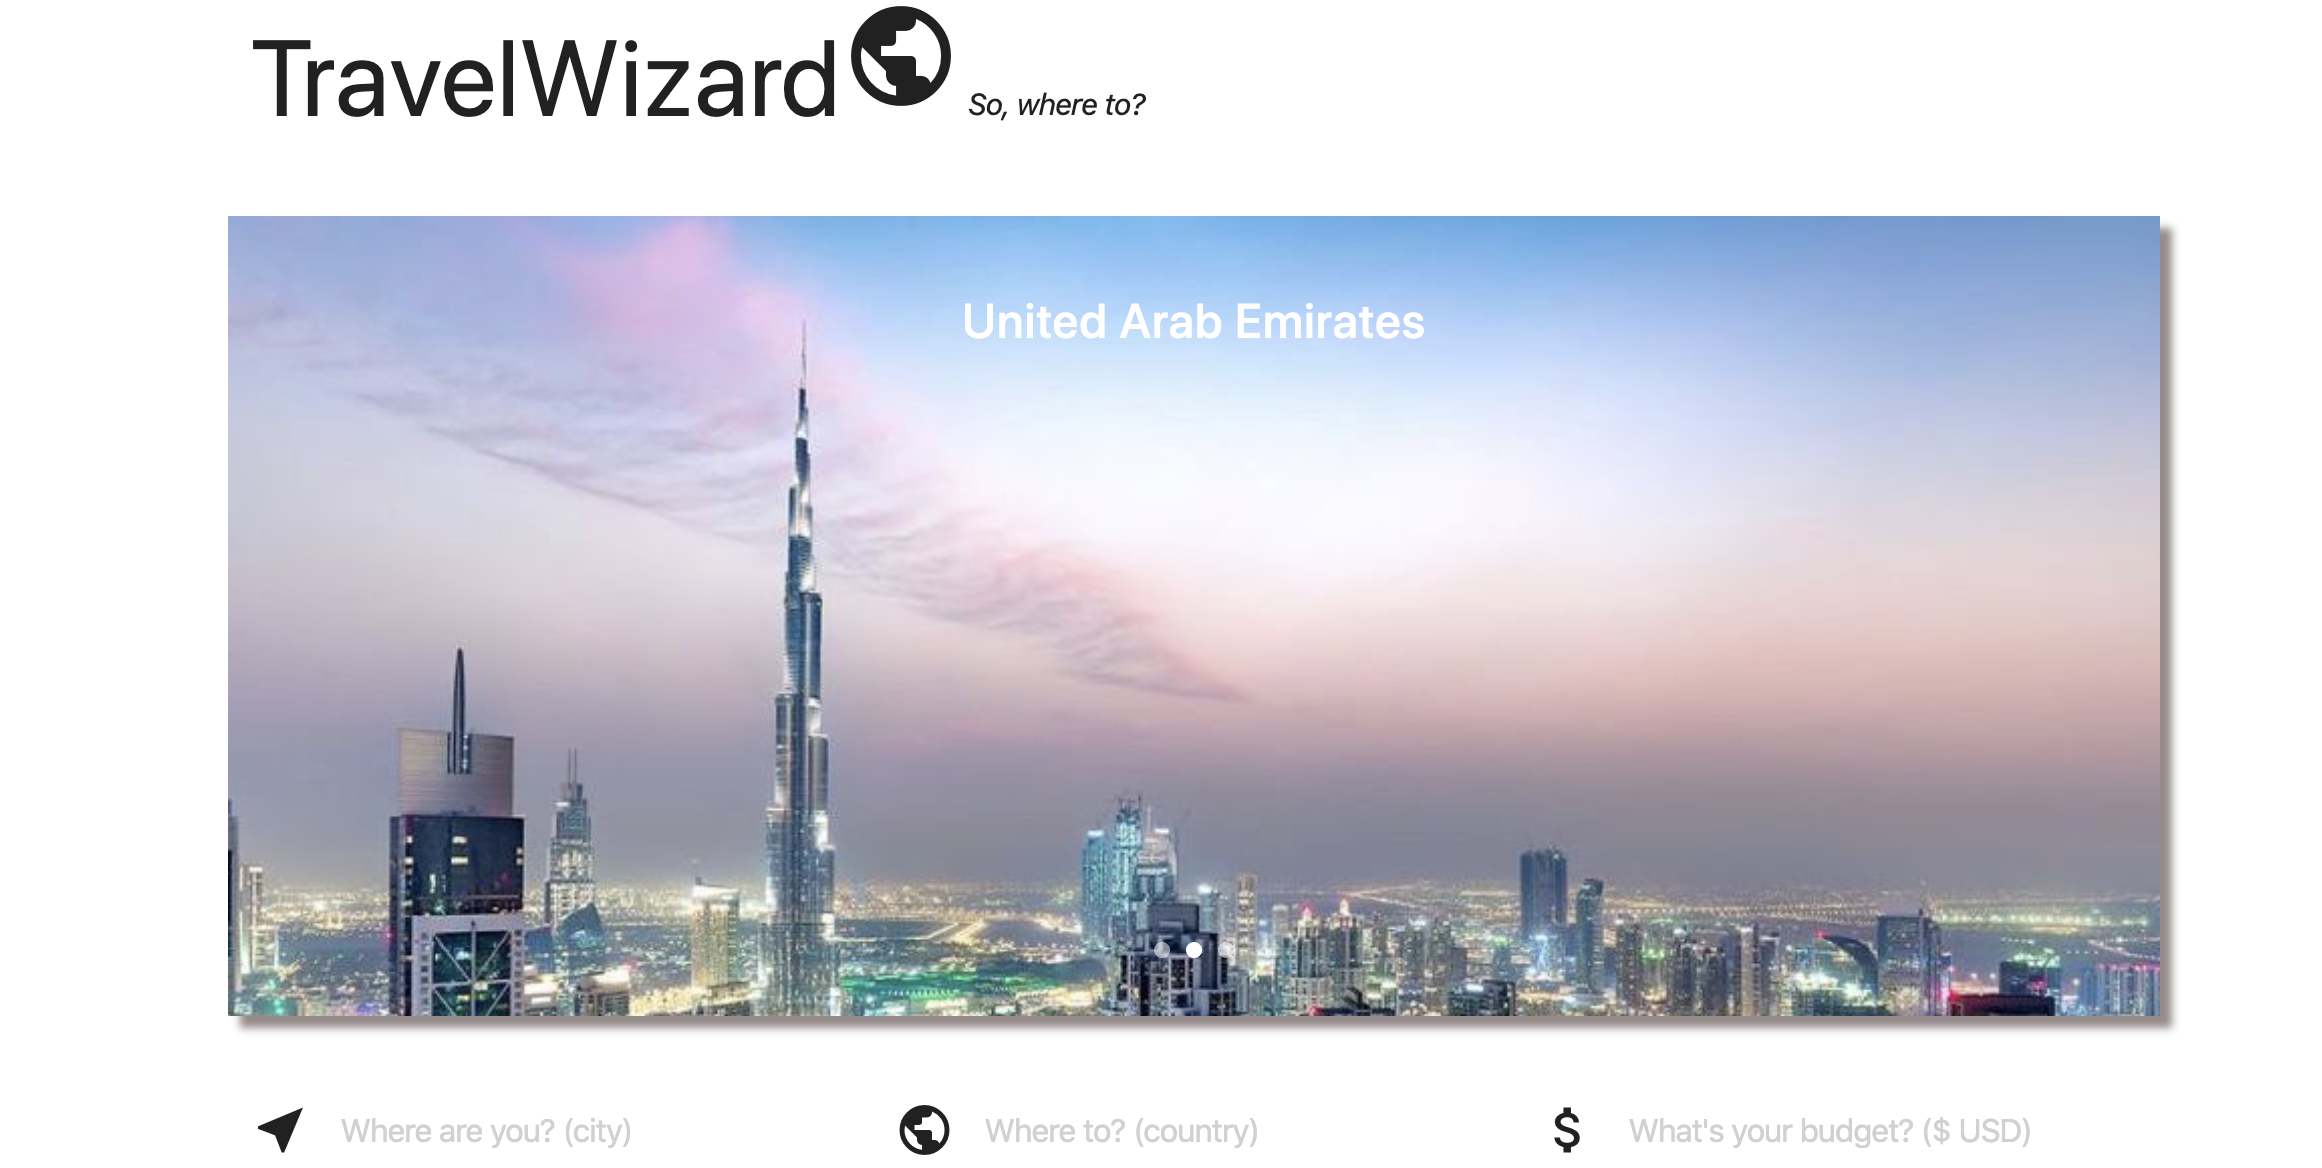 TravelWizard So, where to?
United Arab Emirates
Where are you? (city) Where to? (country) $ What's your budget? ($ USD)